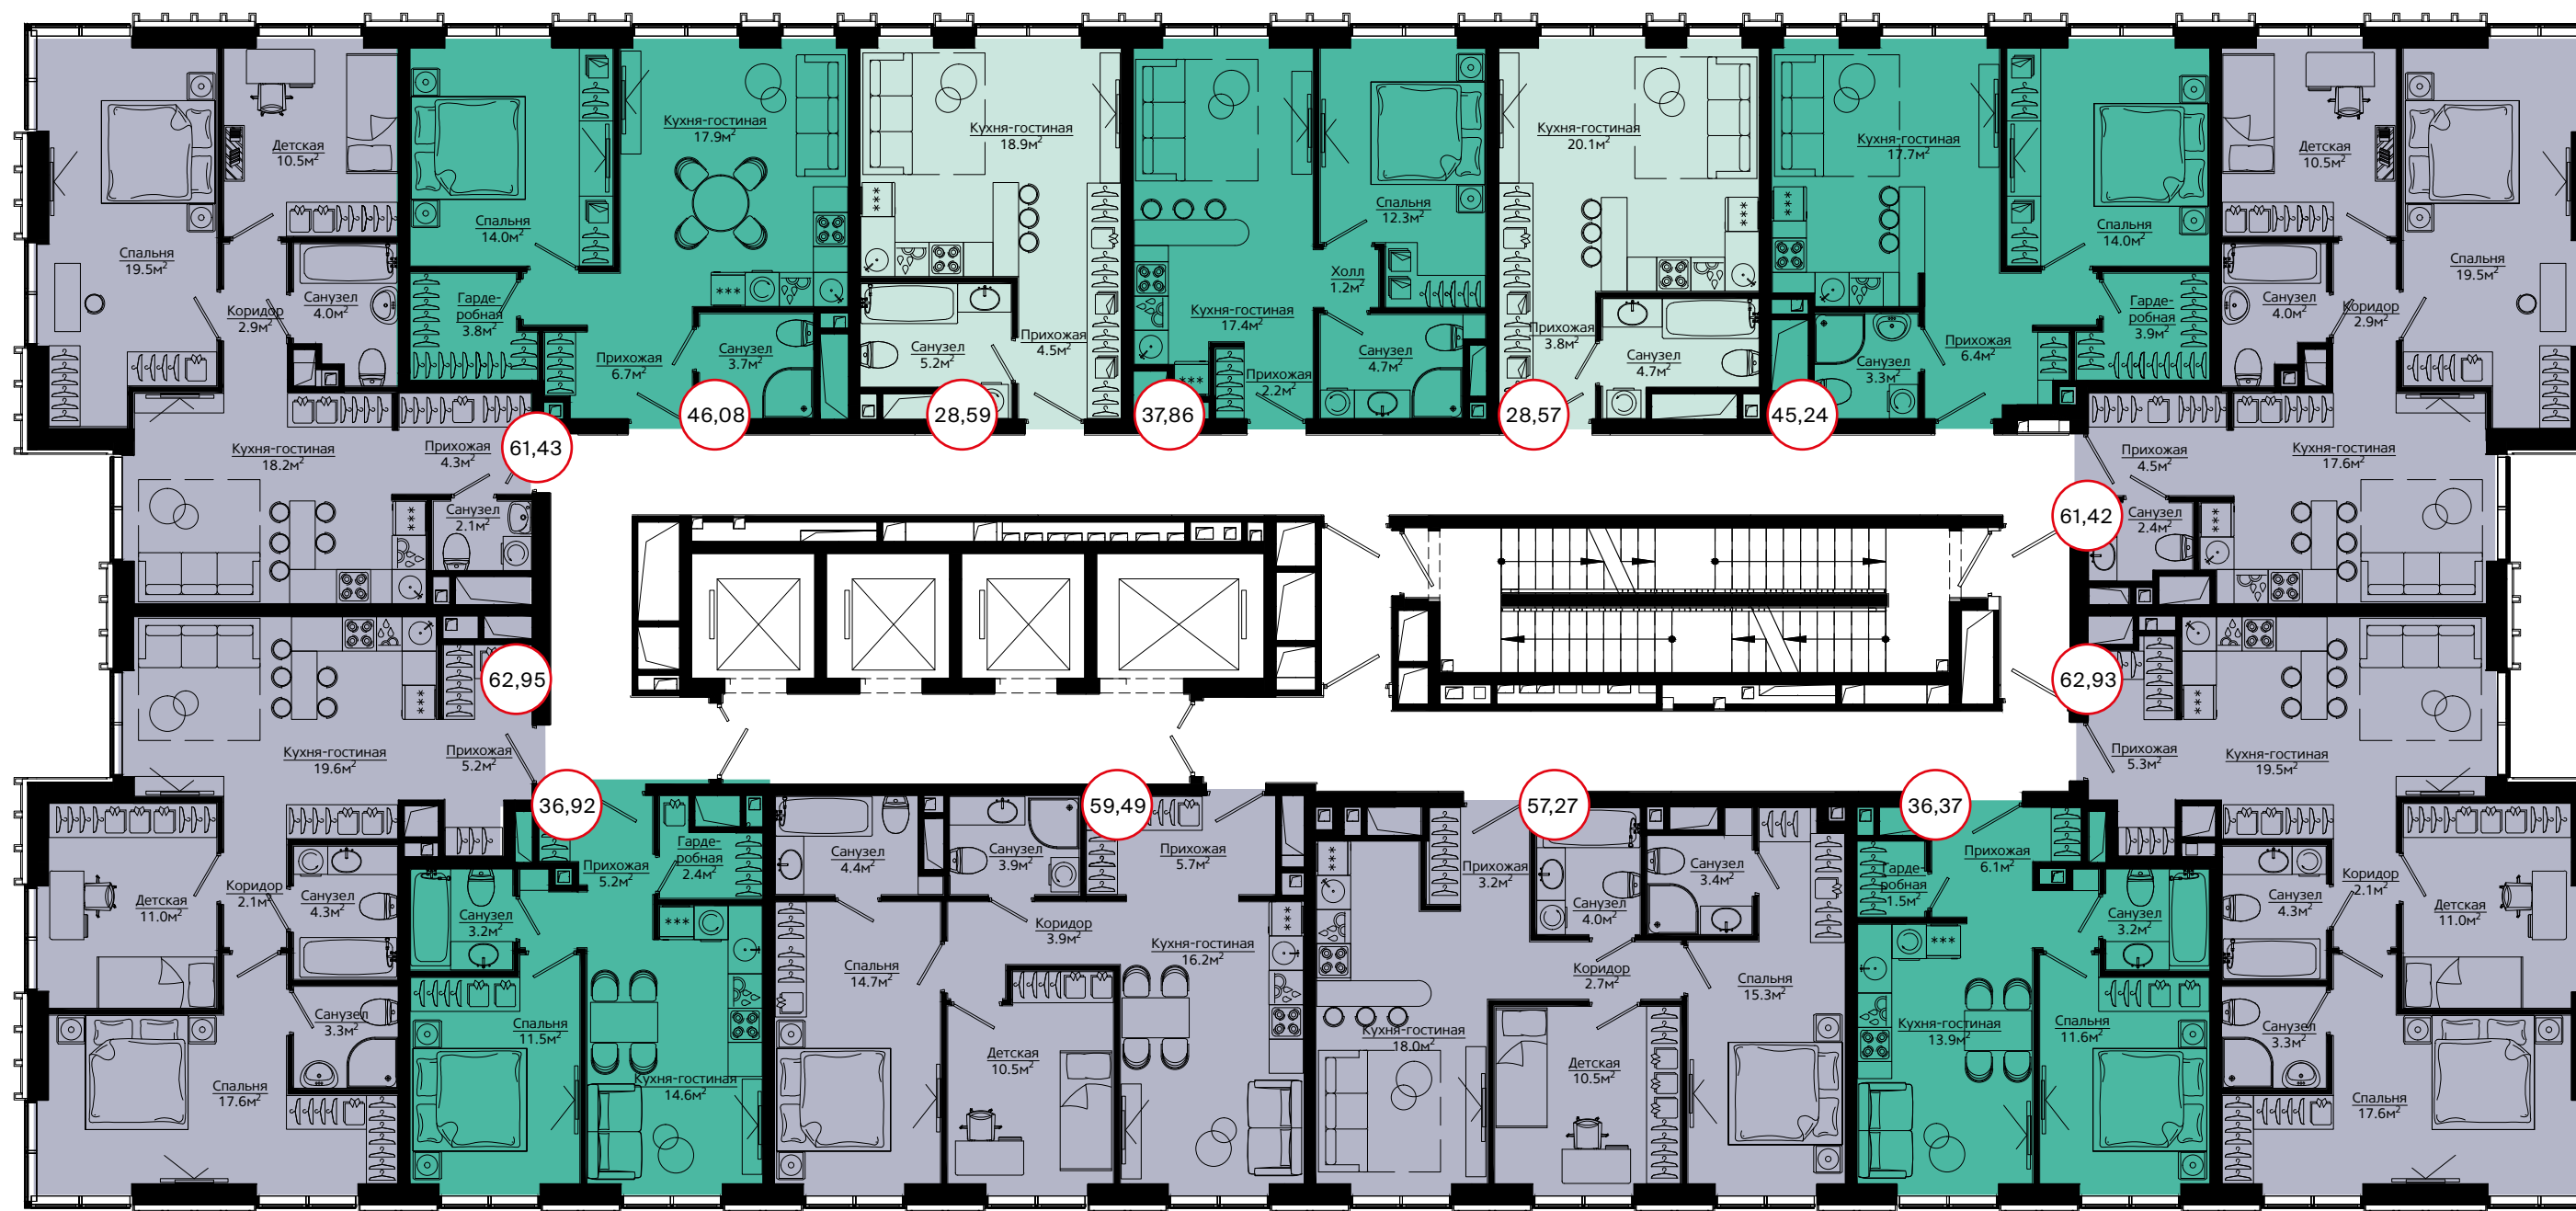 Спальня
19.5м²
Детская
10.5м²
Коридор
2.9м²
Санузел
4.0м²
Кухня-гостиная
18.2м²
Прихожая
4.3м²
Санузел
2.1м²
61,43
Спальня
14.0м²
Гарде-
робная
3.8м²
Кухня-гостиная
17.9м²
Прихожая
6.7м²
Санузел
3.7м²
46,08
Кухня-гостиная
18.9м²
Санузел
5.2м²
Прихожая
4.5м²
28,59
Кухня-гостиная
17.4м²
Спальня
12.3м²
Холл
1.2м²
Прихожая
2.2м²
Санузел
4.7м²
37,86
Кухня-гостиная
20.1м²
Прихожая
3.8м²
Санузел
4.7м²
28,57
Кухня-гостиная
17.7м²
Спальня
14.0м²
Гарде-
робная
3.9м²
Прихожая
6.4м²
Санузел
3.3м²
45,24
Детская
10.5м²
Спальня
19.5м²
Санузел
4.0м²
Коридор
2.9м²
Прихожая
4.5м²
Кухня-гостиная
17.6м²
Санузел
2.4м²
61,42
62,95
Кухня-гостиная
19.6м²
Прихожая
5.2м²
Детская
11.0м²
Коридор
2.1м²
Санузел
4.3м²
Санузел
3.3м²
Спальня
17.6м²
36,92
Прихожая
5.2м²
Гарде-
робная
2.4м²
Санузел
3.2м²
Спальня
11.5м²
Кухня-гостиная
14.6м²
59,49
Санузел
4.4м²
Санузел
3.9м²
Прихожая
5.7м²
Коридор
3.9м²
Кухня-гостиная
16.2м²
Спальня
14.7м²
Детская
10.5м²
57,27
Прихожая
3.2м²
Санузел
4.0м²
Санузел
3.4м²
Коридор
2.7м²
Спальня
15.3м²
Кухня-гостиная
18.0м²
Детская
10.5м²
36,37
Гарде-
робная
1.5м²
Прихожая
6.1м²
Санузел
3.2м²
Кухня-гостиная
13.9м²
Спальня
11.6м²
62,93
Прихожая
5.3м²
Кухня-гостиная
19.5м²
Коридор
2.1м²
Санузел
4.3м²
Детская
11.0м²
Санузел
3.3м²
Спальня
17.6м²